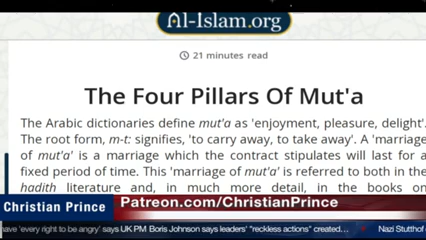 Al-Islam.org
21 minutes read
The Four Pillars Of Mut'a
The Arabic dictionaries define mut'a as 'enjoyment, pleasure, delight'.
The root form, m-t: signifies, 'to carry away, to take away'. A 'marriage
of mut'a' is a marriage which the contract stipulates will last for a
fixed period of time. This 'marriage of mut'a' is referred to both in the
hadith literature and, in much more detail, in the books on
Christian Prince
Patreon.com/ChristianPrince
have 'every right to be angry' says UK PM Boris Johnson says leaders' "reckless actions" created...
Nazi Stutthof